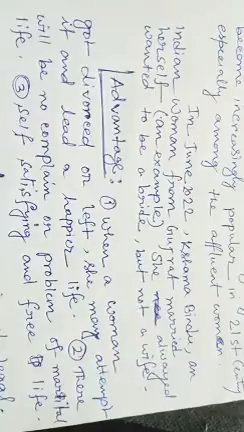 become increasingly popular in 21st Century
especially among the affluent women.
In June 2022, Kshama Bindu, an
Indian Woman from Gujrat married
herself (an example) she always
wanted to be a bride, but not a wife.
Advantage: ① when a woman
got divorced or left, she may attempt
it and lead a happier life. ② There
will be no complain or problem of marital
life. ③ self satisfying and free life.